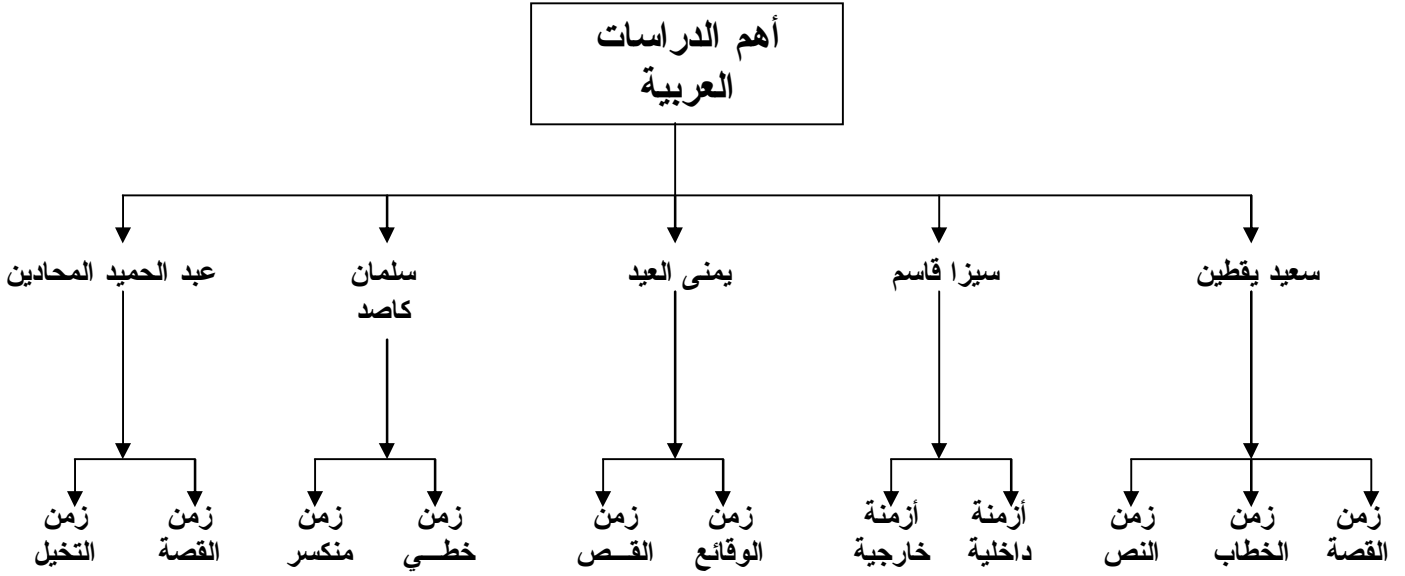 أهم الدراسات
العربية
سعيد يقطين
سيزا قاسم
يمنى العيد
سلمان
كاصد
عبد الحميد المحادين
زمن
القصة
زمن
الخطاب
زمن
النص
أزمنة
داخلية
أزمنة
خارجية
زمن
الوقائع
زمن
القــص
زمن
خطــي
زمن
منكسر
زمن
القصة
زمن
التخيل